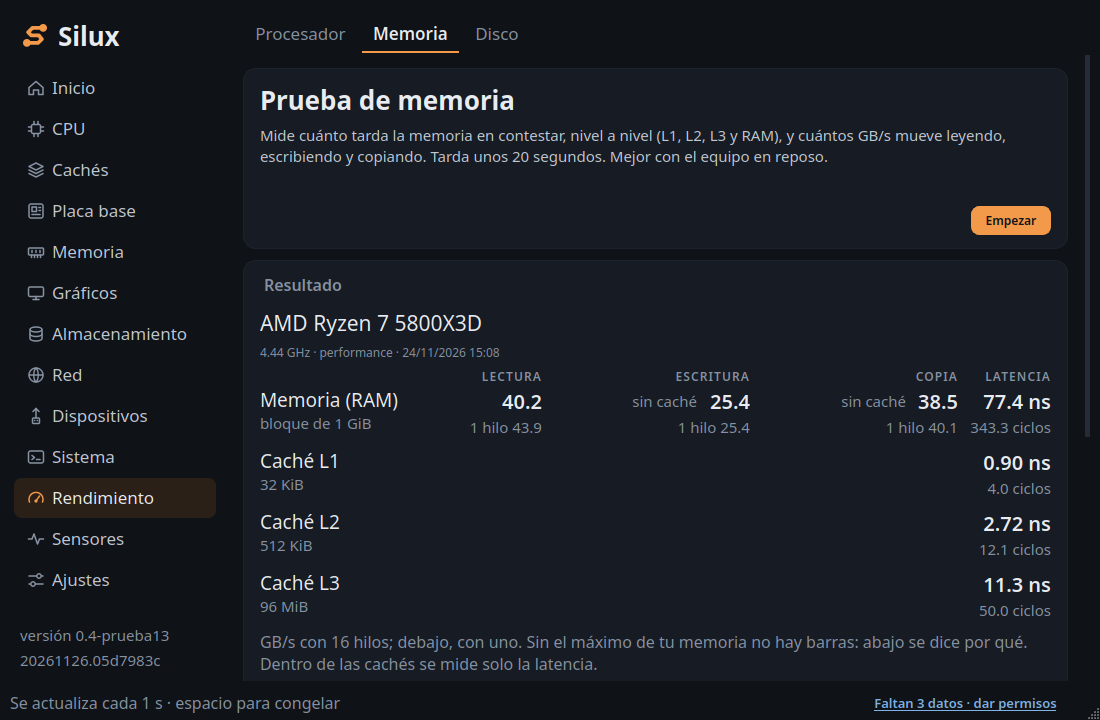 Silux
Inicio
CPU
Cachés
Placa base
Memoria
Gráficos
Almacenamiento
Red
Dispositivos
Sistema
Rendimiento
Sensores
Ajustes
versión 0.4-prueba13
20261126.05d7983c
Procesador Memoria Disco
Prueba de memoria
Mide cuánto tarda la memoria en contestar, nivel a nivel (L1, L2, L3 y RAM), y cuántos GB/s mueve leyendo,
escribiendo y copiando. Tarda unos 20 segundos. Mejor con el equipo en reposo.
Empezar
Resultado
AMD Ryzen 7 5800X3D
4.44 GHz · performance · 24/11/2026 15:08
LECTURA ESCRITURA COPIA LATENCIA
Memoria (RAM) 40.2 sin caché 25.4 sin caché 38.5 77.4 ns
bloque de 1 GiB 1 hilo 43.9 1 hilo 25.4 1 hilo 40.1 343.3 ciclos
Caché L1 0.90 ns
32 KiB 4.0 ciclos
Caché L2 2.72 ns
512 KiB 12.1 ciclos
Caché L3 11.3 ns
96 MiB 50.0 ciclos
GB/s con 16 hilos; debajo, con uno. Sin el máximo de tu memoria no hay barras: abajo se dice por qué.
Dentro de las cachés se mide solo la latencia.
Se actualiza cada 1 s · espacio para congelar
Faltan 3 datos · dar permisos